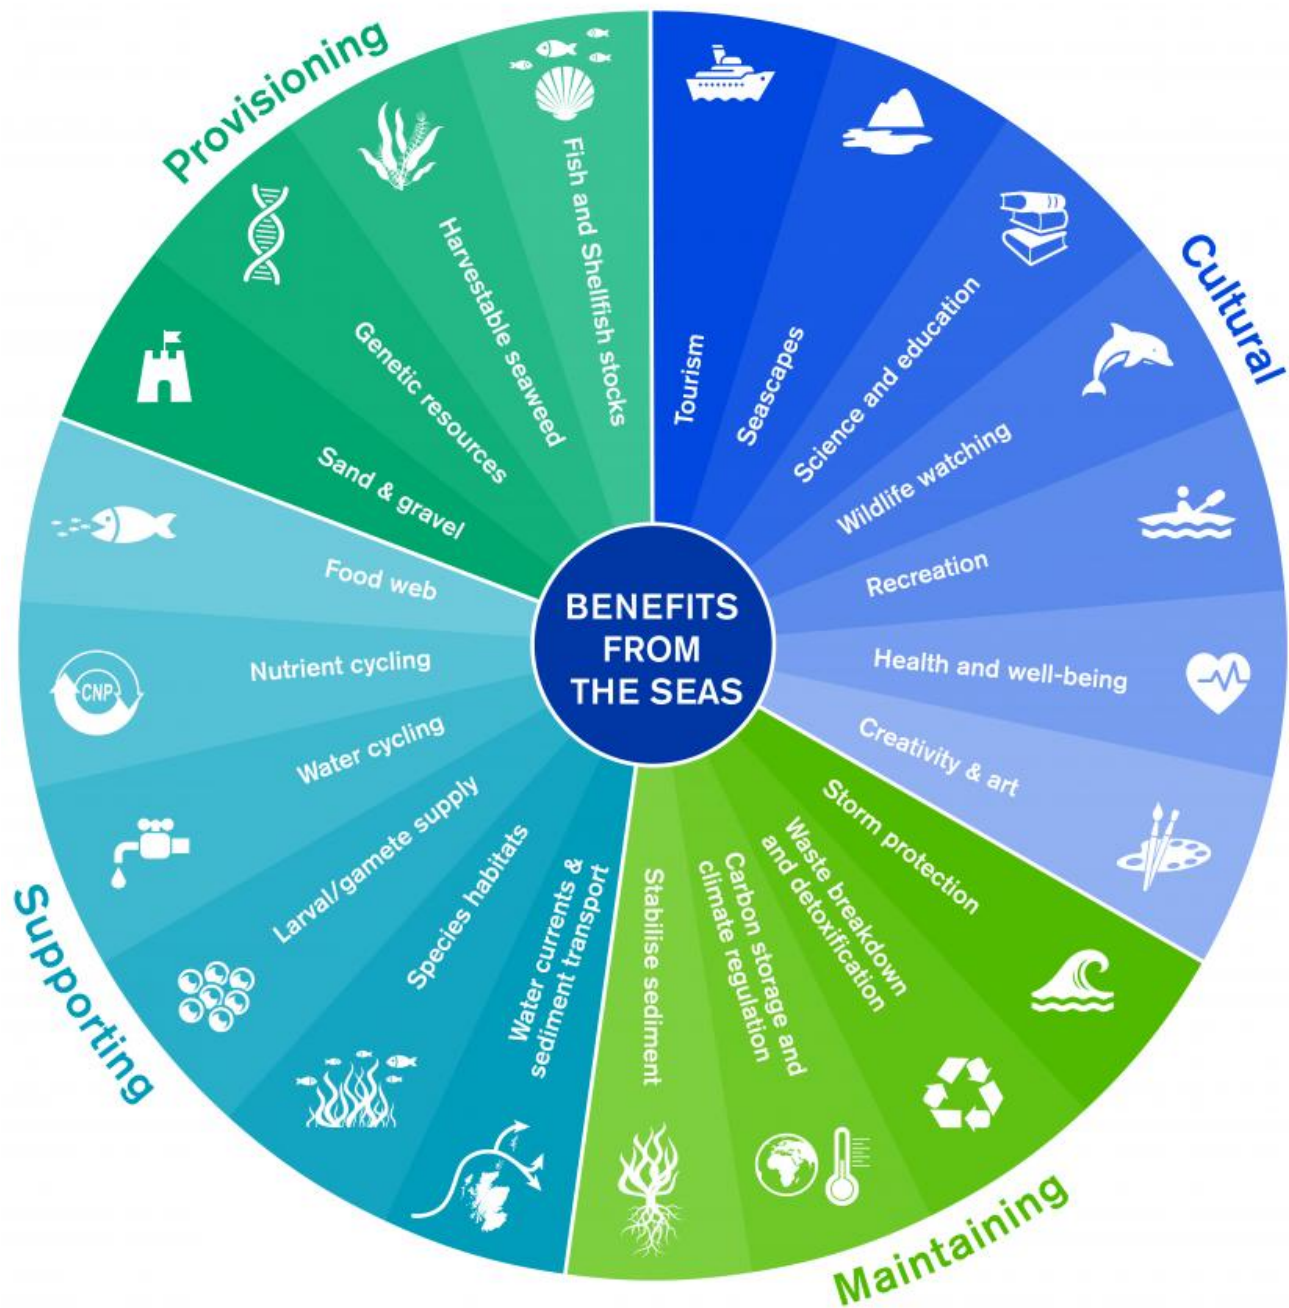 Provisioning
Cultural
Maintaining
Supporting
BENEFITS
FROM
THE SEAS
Tourism
Seascapes
Science and education
Wildlife watching
Recreation
Health and well-being
Creativity & art
Storm protection
Waste breakdown
and detoxification
Carbon storage and
climate regulation
Stabilise sediment
Water currents &
sediment transport
Species habitats
Larval/gamete supply
Water cycling
Nutrient cycling
CNP
Food web
Sand & gravel
Genetic resources
Harvestable seaweed
Fish and Shellfish stocks